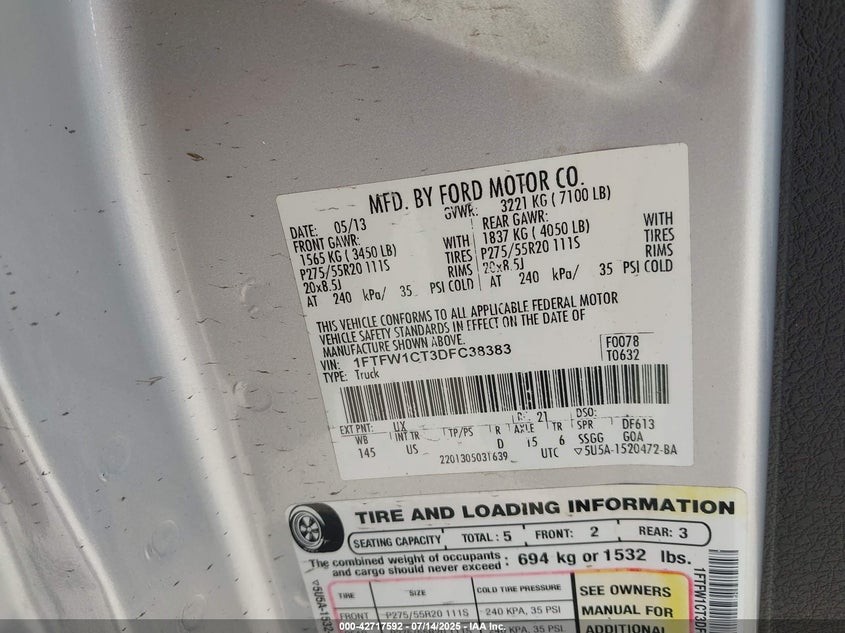 MFD. BY FORD MOTOR CO.
DATE: 05/13 GVWR: 3221 KG ( 7100 LB)
FRONT GAWR: REAR GAWR:
1565 KG ( 3450 LB) WITH 1837 KG ( 4050 LB) WITH
P275/55R20 111S TIRES P275/55R20 111S TIRES
20x8.5J RIMS 20x8.5J RIMS
AT 240 kPa/ 35 PSI COLD AT 240 kPa/ 35 PSI COLD
THIS VEHICLE CONFORMS TO ALL APPLICABLE FEDERAL MOTOR
VEHICLE SAFETY STANDARDS IN EFFECT ON THE DATE OF
MANUFACTURE SHOWN ABOVE.
VIN: 1FTFW1CT3DFC38383 F0078
TYPE: Truck T0632
EXT PNT: UX 21 DSO:
WB INT TR TP/PS R AXLE TR SPR DF613
145 US D 15 6 SSGG GOA
220130503T639 UTC ▽5U5A-1520472-BA
TIRE AND LOADING INFORMATION
SEATING CAPACITY TOTAL : 5 FRONT: 2 REAR: 3
The combined weight of occupants and cargo should never exceed : 694 kg or 1532 lbs.
TIRE SIZE COLD TIRE PRESSURE SEE OWNERS
FRONT P275/55R20 111S 240 KPA, 35 PSI MANUAL FOR
ADDITIONAL
▽5U5A-1532
1FTFW1CT3DF
000-42717592 - 07/14/2025 - IAA Inc.